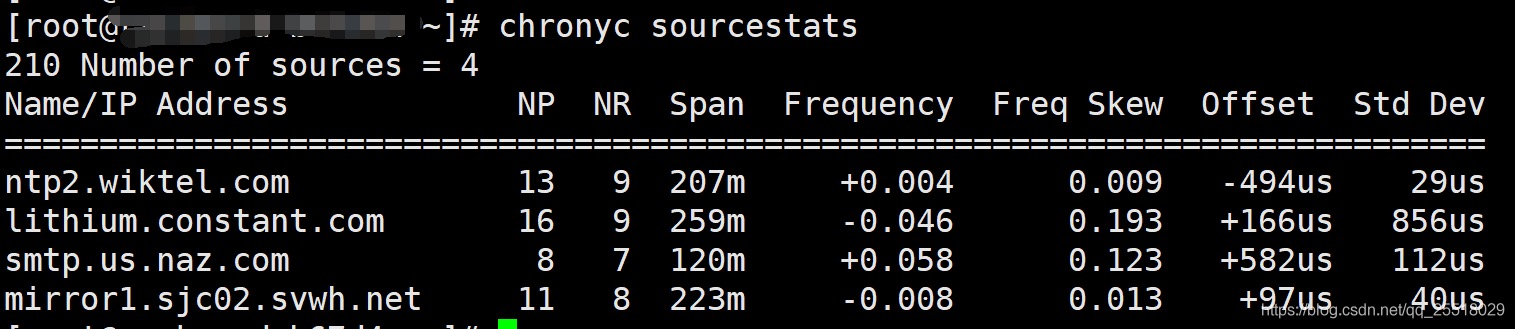 [root@ ~]# chronyc sourcestats
210 Number of sources = 4
Name/IP Address NP NR Span Frequency Freq Skew Offset Std Dev
===============================================================================
ntp2.wiktel.com 13 9 207m +0.004 0.009 -494us 29us
lithium.constant.com 16 9 259m -0.046 0.193 +166us 856us
smtp.us.naz.com 8 7 120m +0.058 0.123 +582us 112us
mirror1.sjc02.svwh.net 11 8 223m -0.008 0.013 +97us 40us
https://blog.csdn.net/qq_25518029